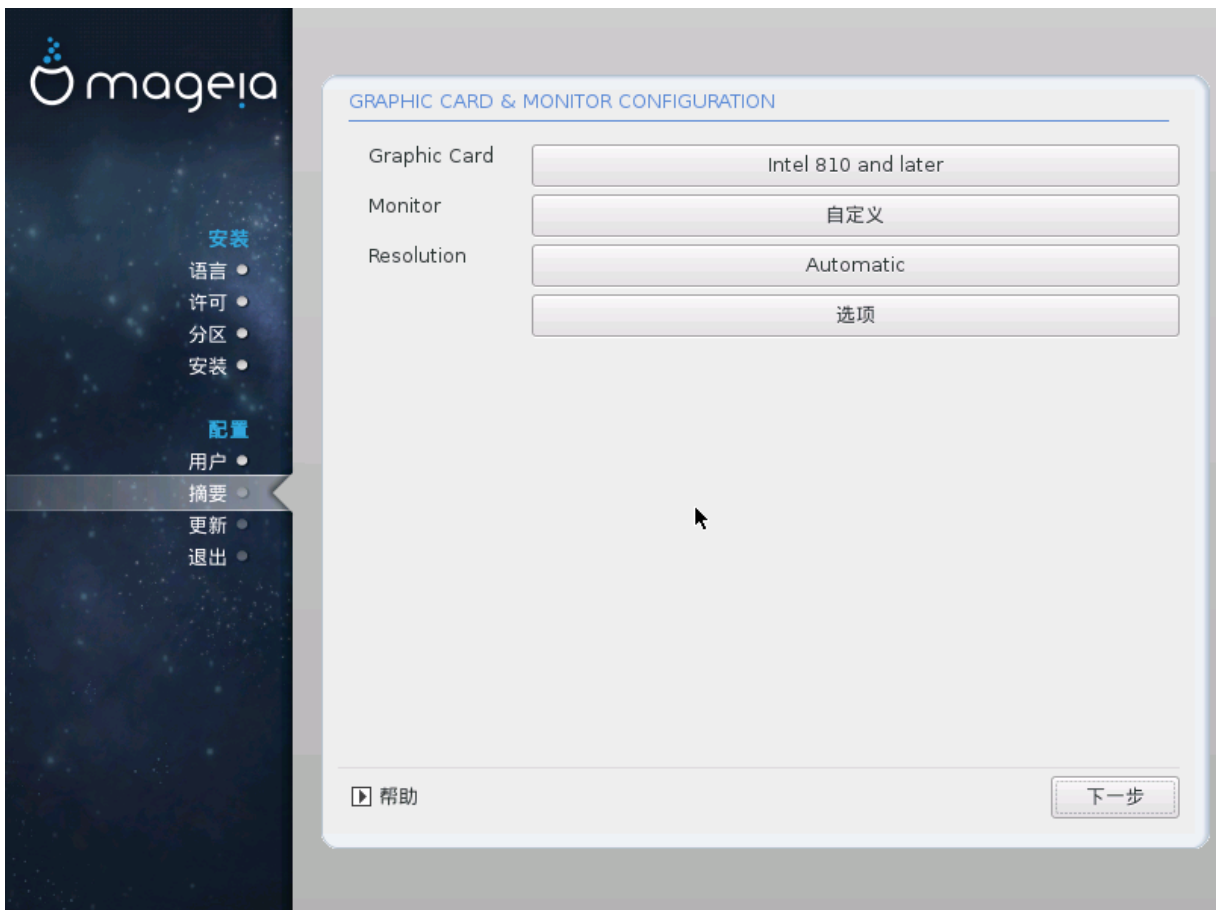 mageia
安装
语言
许可
分区
安装
配置
用户
摘要
更新
退出
GRAPHIC CARD & MONITOR CONFIGURATION
Graphic Card
Intel 810 and later
Monitor
自定义
Resolution
Automatic
选项
帮助
下一步